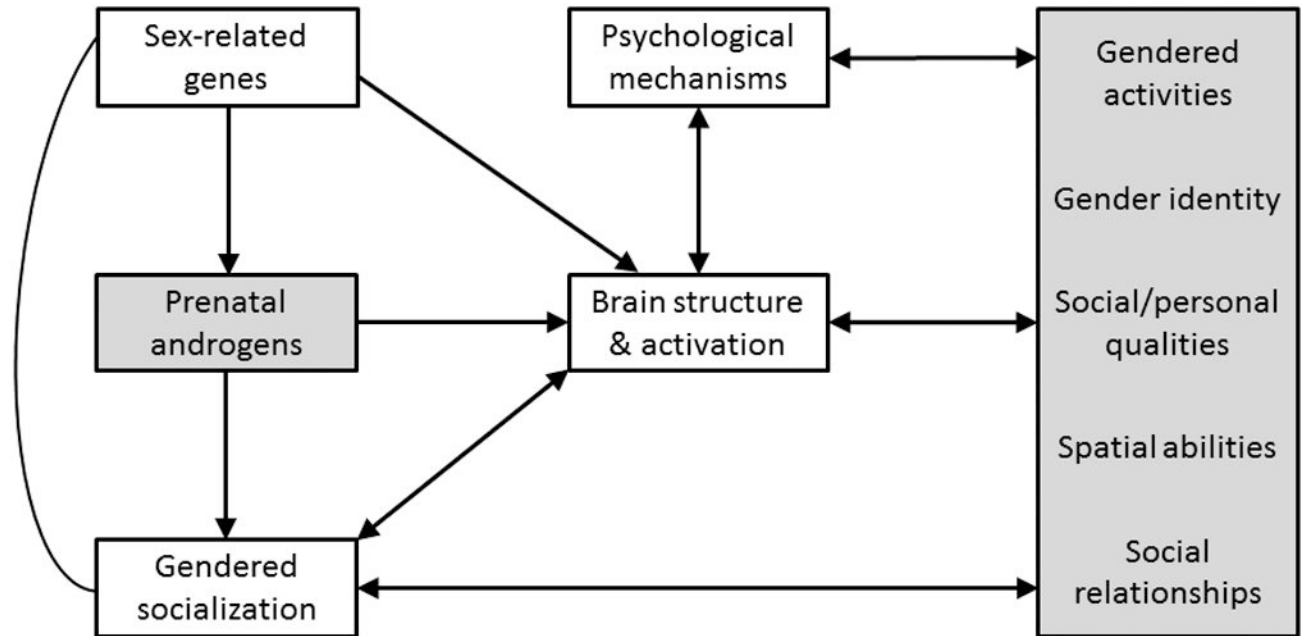 Sex-related
genes
Psychological
mechanisms
Gendered
activities
Gender identity
Prenatal
androgens
Brain structure
& activation
Social/personal
qualities
Spatial abilities
Gendered
socialization
Social
relationships